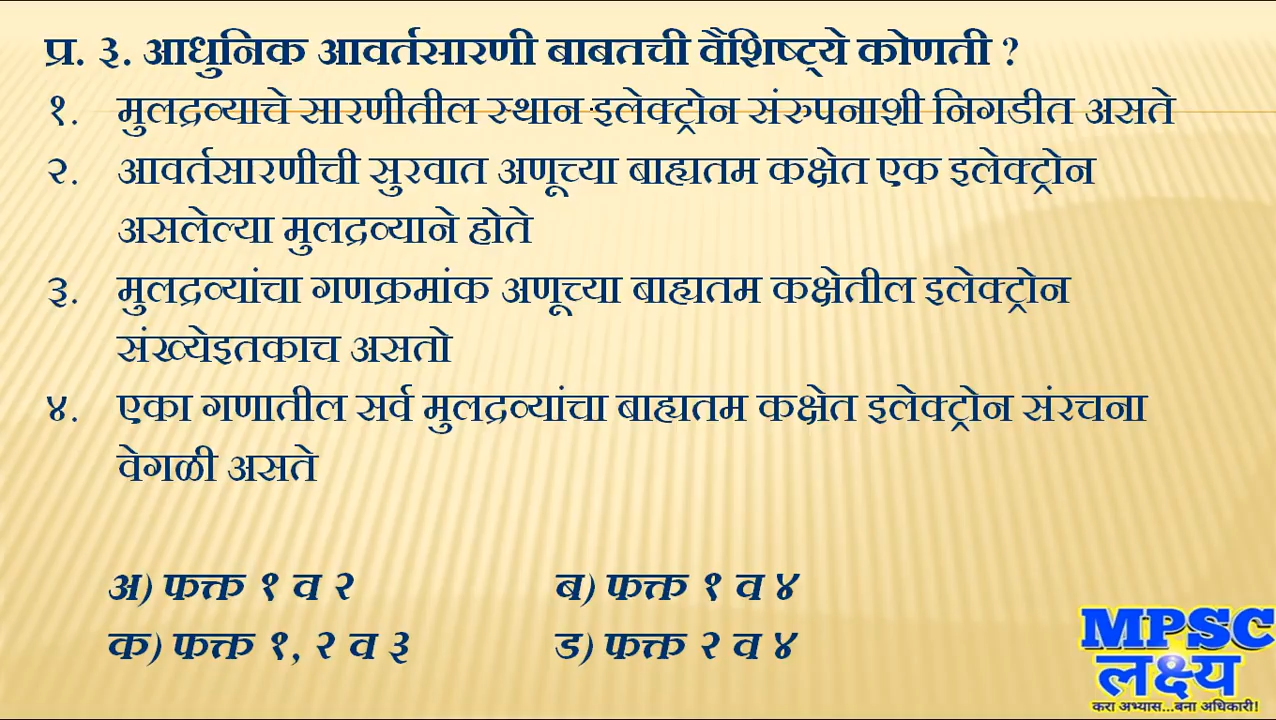 प्र. ३. आधुनिक आवर्तसारणी बाबतची वैशिष्ट्ये कोणती ?
१. मुलद्रव्याचे सारणीतील स्थान इलेक्ट्रोन संरुपनाशी निगडीत असते
२. आवर्तसारणीची सुरवात अणूच्या बाह्यतम कक्षेत एक इलेक्ट्रोन
असलेल्या मुलद्रव्याने होते
३. मुलद्रव्यांचा गणक्रमांक अणूच्या बाह्यतम कक्षेतील इलेक्ट्रोन
संख्येइतकाच असतो
४. एका गणातील सर्व मुलद्रव्यांचा बाह्यतम कक्षेत इलेक्ट्रोन संरचना
वेगळी असते
अ) फक्त १ व २ ब) फक्त १ व ४
क) फक्त १, २ व ३ ड) फक्त २ व ४
MPSC
लक्ष्य
करा अभ्यास...बना अधिकारी!